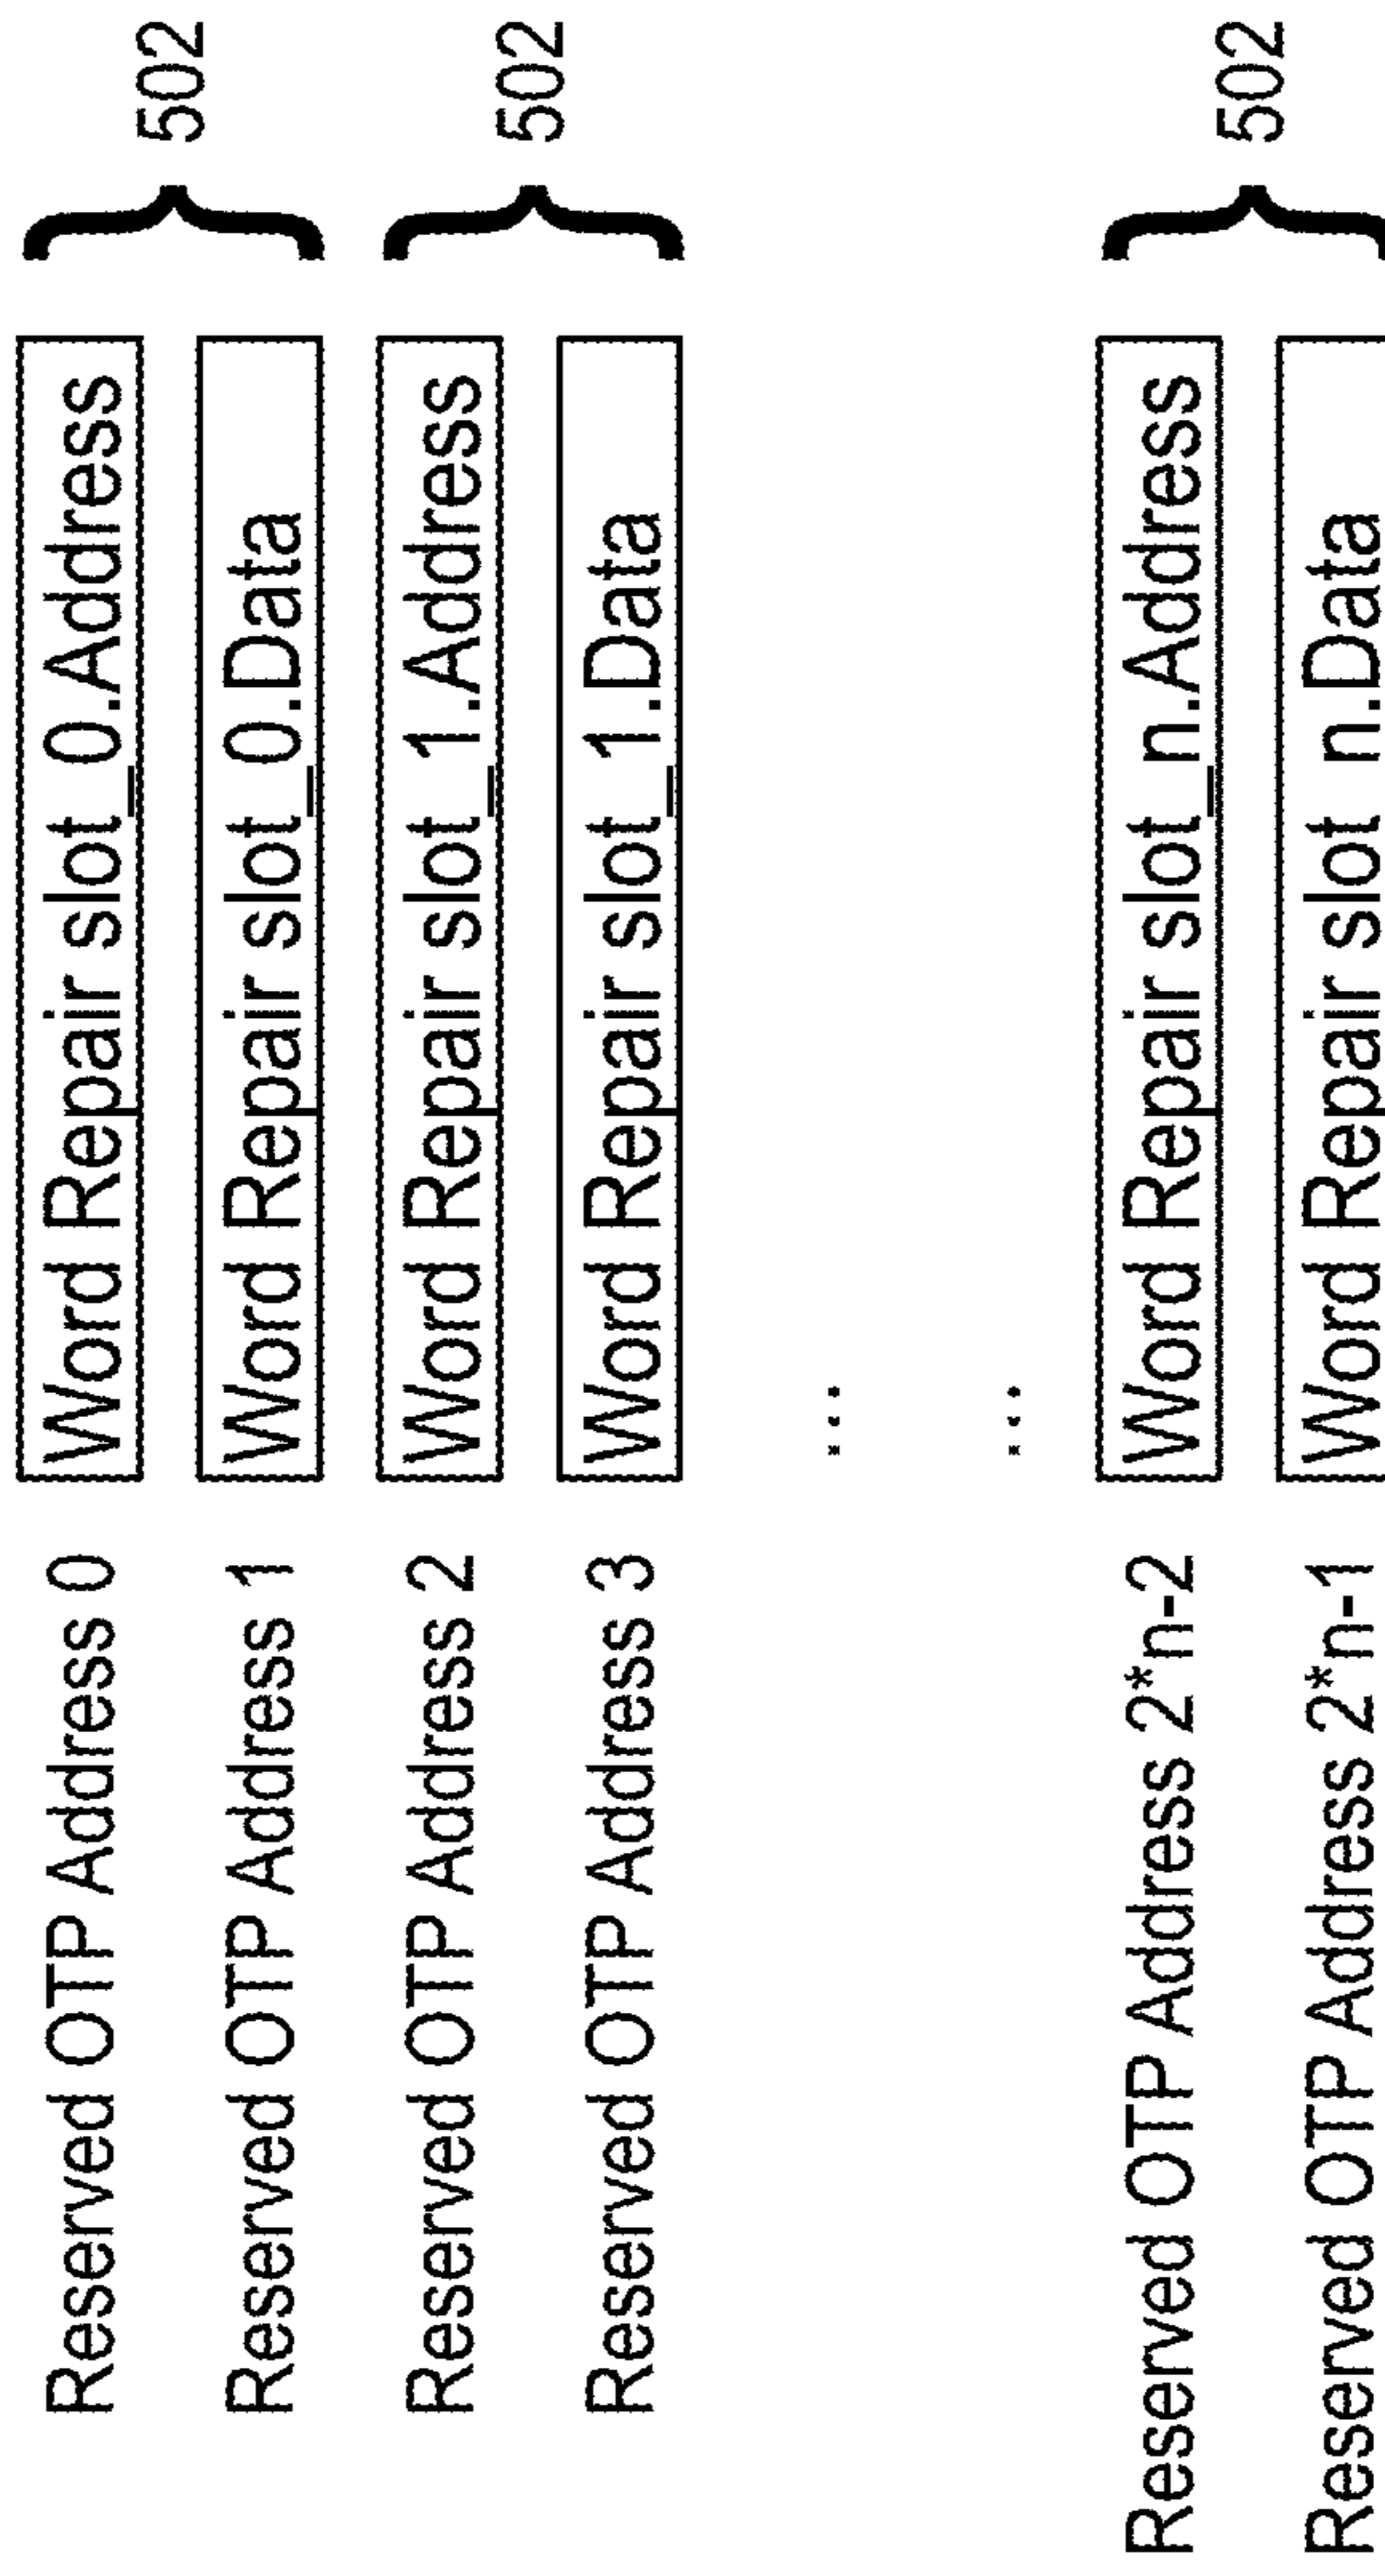 Reserved OTP Address 0 Word Repair slot_0.Address 502
Reserved OTP Address 1 Word Repair slot_0.Data
Reserved OTP Address 2 Word Repair slot_1.Address 502
Reserved OTP Address 3 Word Repair slot_1.Data
...
...
Reserved OTP Address 2*n-2 Word Repair slot_n.Address 502
Reserved OTP Address 2*n-1 Word Repair slot n.Data